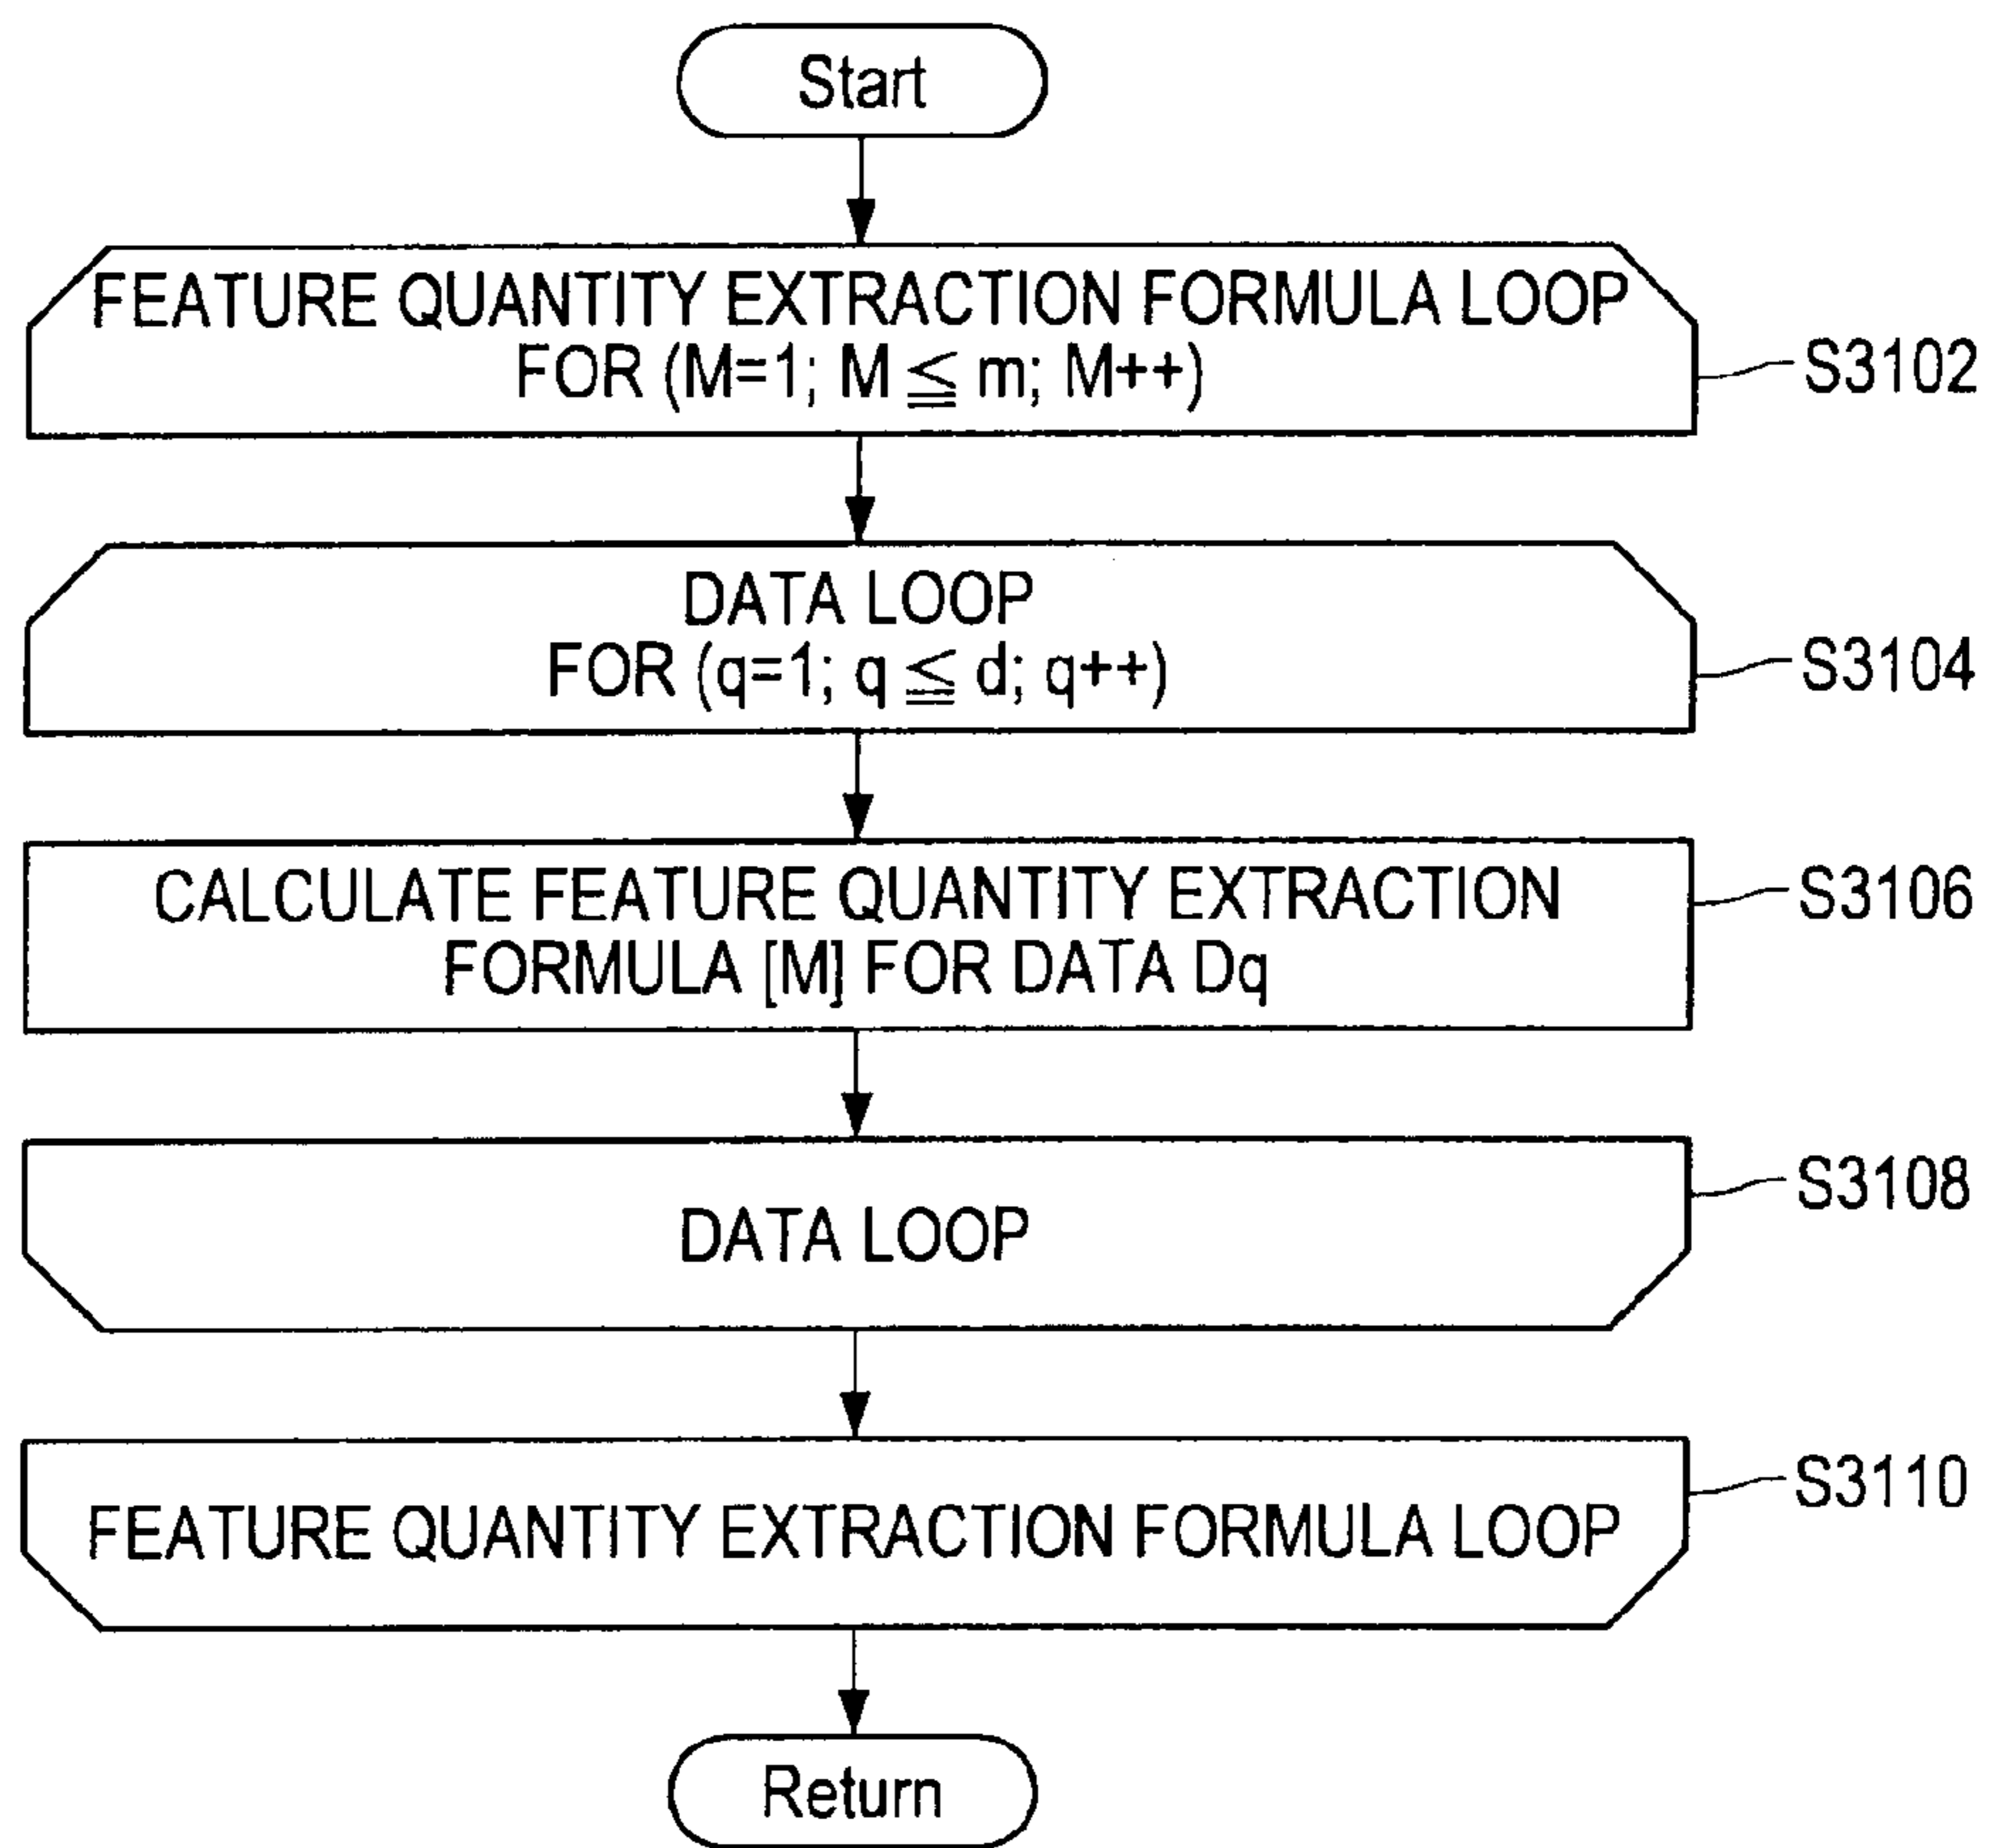 Start
FEATURE QUANTITY EXTRACTION FORMULA LOOP
FOR (M=1; M ≦ m; M++)
S3102
DATA LOOP
FOR (q=1; q ≦ d; q++)
S3104
CALCULATE FEATURE QUANTITY EXTRACTION
FORMULA [M] FOR DATA Dq
S3106
DATA LOOP
S3108
FEATURE QUANTITY EXTRACTION FORMULA LOOP
S3110
Return